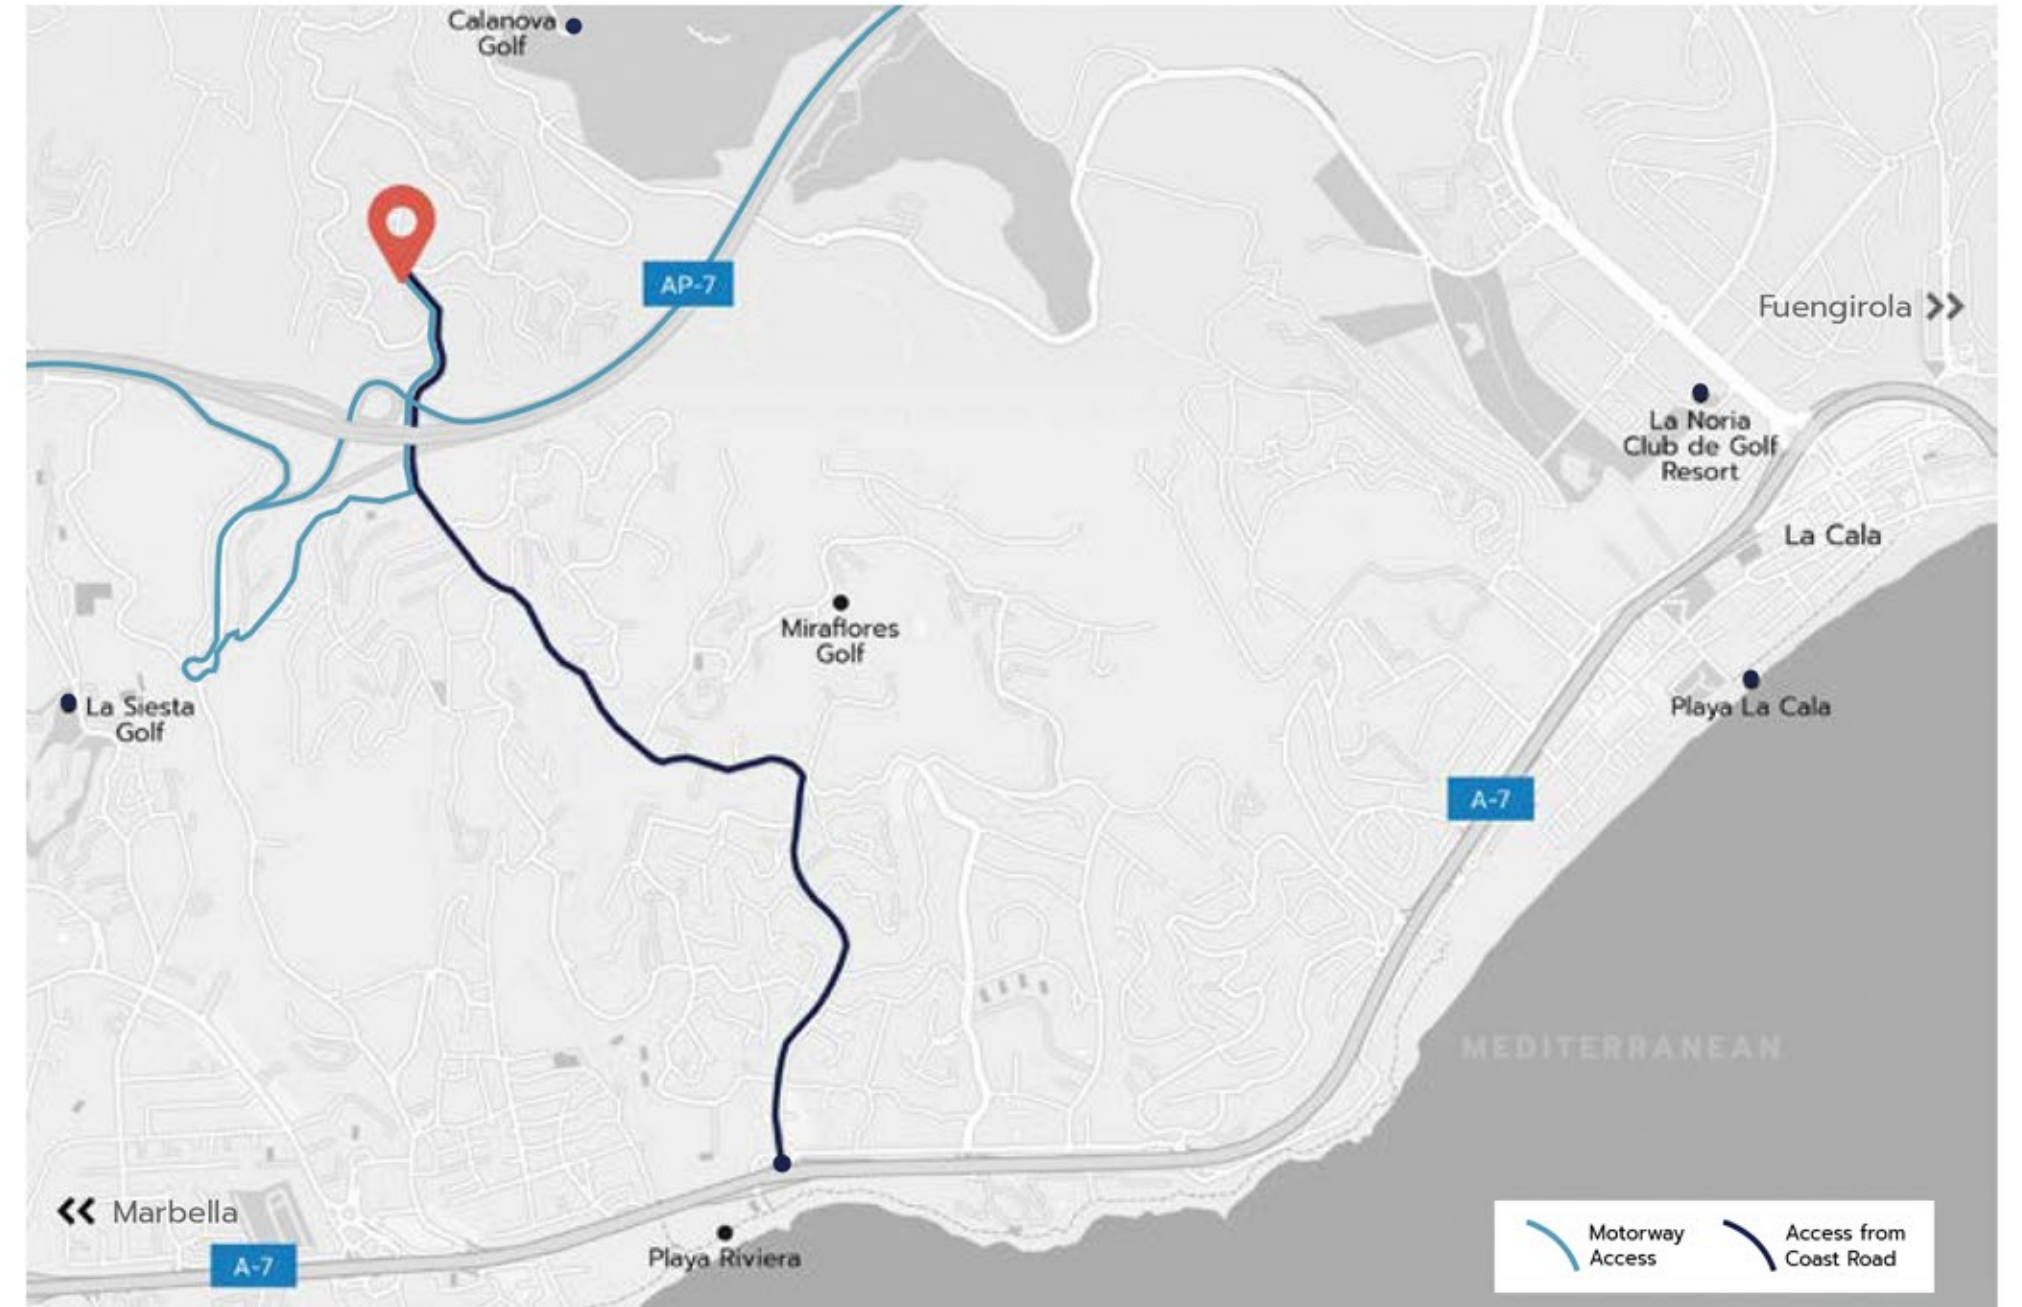 Calanova
Golf
AP-7
Fuengirola
La Noria
Club de Golf
Resort
La Cala
Miraflores
Golf
Playa La Cala
La Siesta
Golf
A-7
MEDITERRANEAN
Marbella
A-7
Playa Riviera
Motorway
Access
Access from
Coast Road